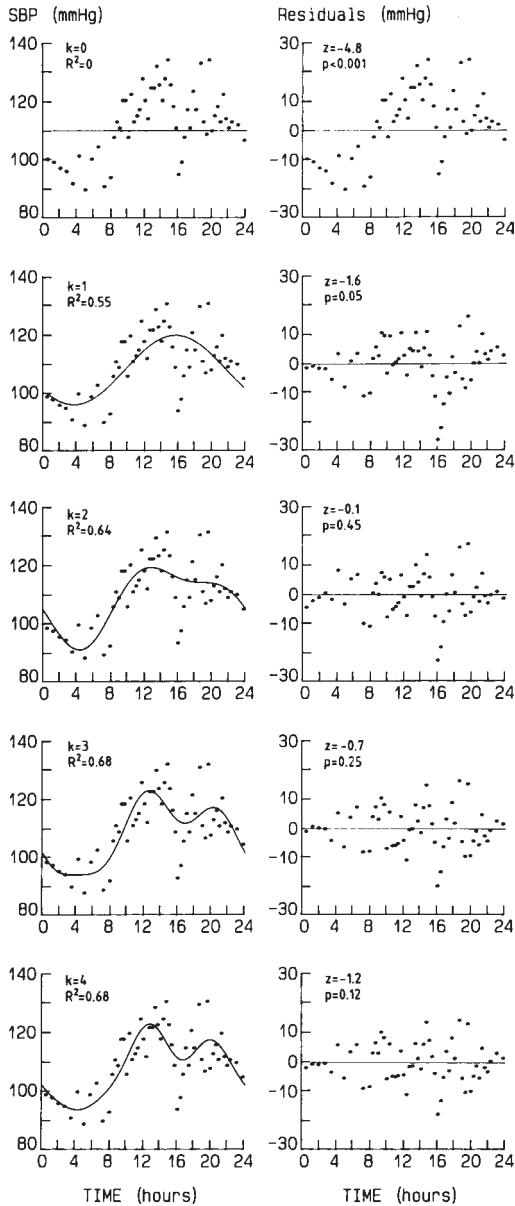 SBP (mmHg)
Residuals (mmHg)
140
120
100
80
k=0
R²=0
0 4 8 12 16 20 24
30
10
0
-10
-30
z=-4.8
p<0.001
0 4 8 12 16 20 24
140
120
100
80
k=1
R²=0.55
0 4 8 12 16 20 24
30
10
0
-10
-30
z=-1.6
p=0.05
0 4 8 12 16 20 24
140
120
100
80
k=2
R²=0.64
0 4 8 12 16 20 24
30
10
0
-10
-30
z=-0.1
p=0.45
0 4 8 12 16 20 24
140
120
100
80
k=3
R²=0.68
0 4 8 12 16 20 24
30
10
0
-10
-30
z=-0.7
p=0.25
0 4 8 12 16 20 24
140
120
100
80
k=4
R²=0.68
0 4 8 12 16 20 24
30
10
0
-10
-30
z=-1.2
p=0.12
0 4 8 12 16 20 24
TIME (hours)
TIME (hours)